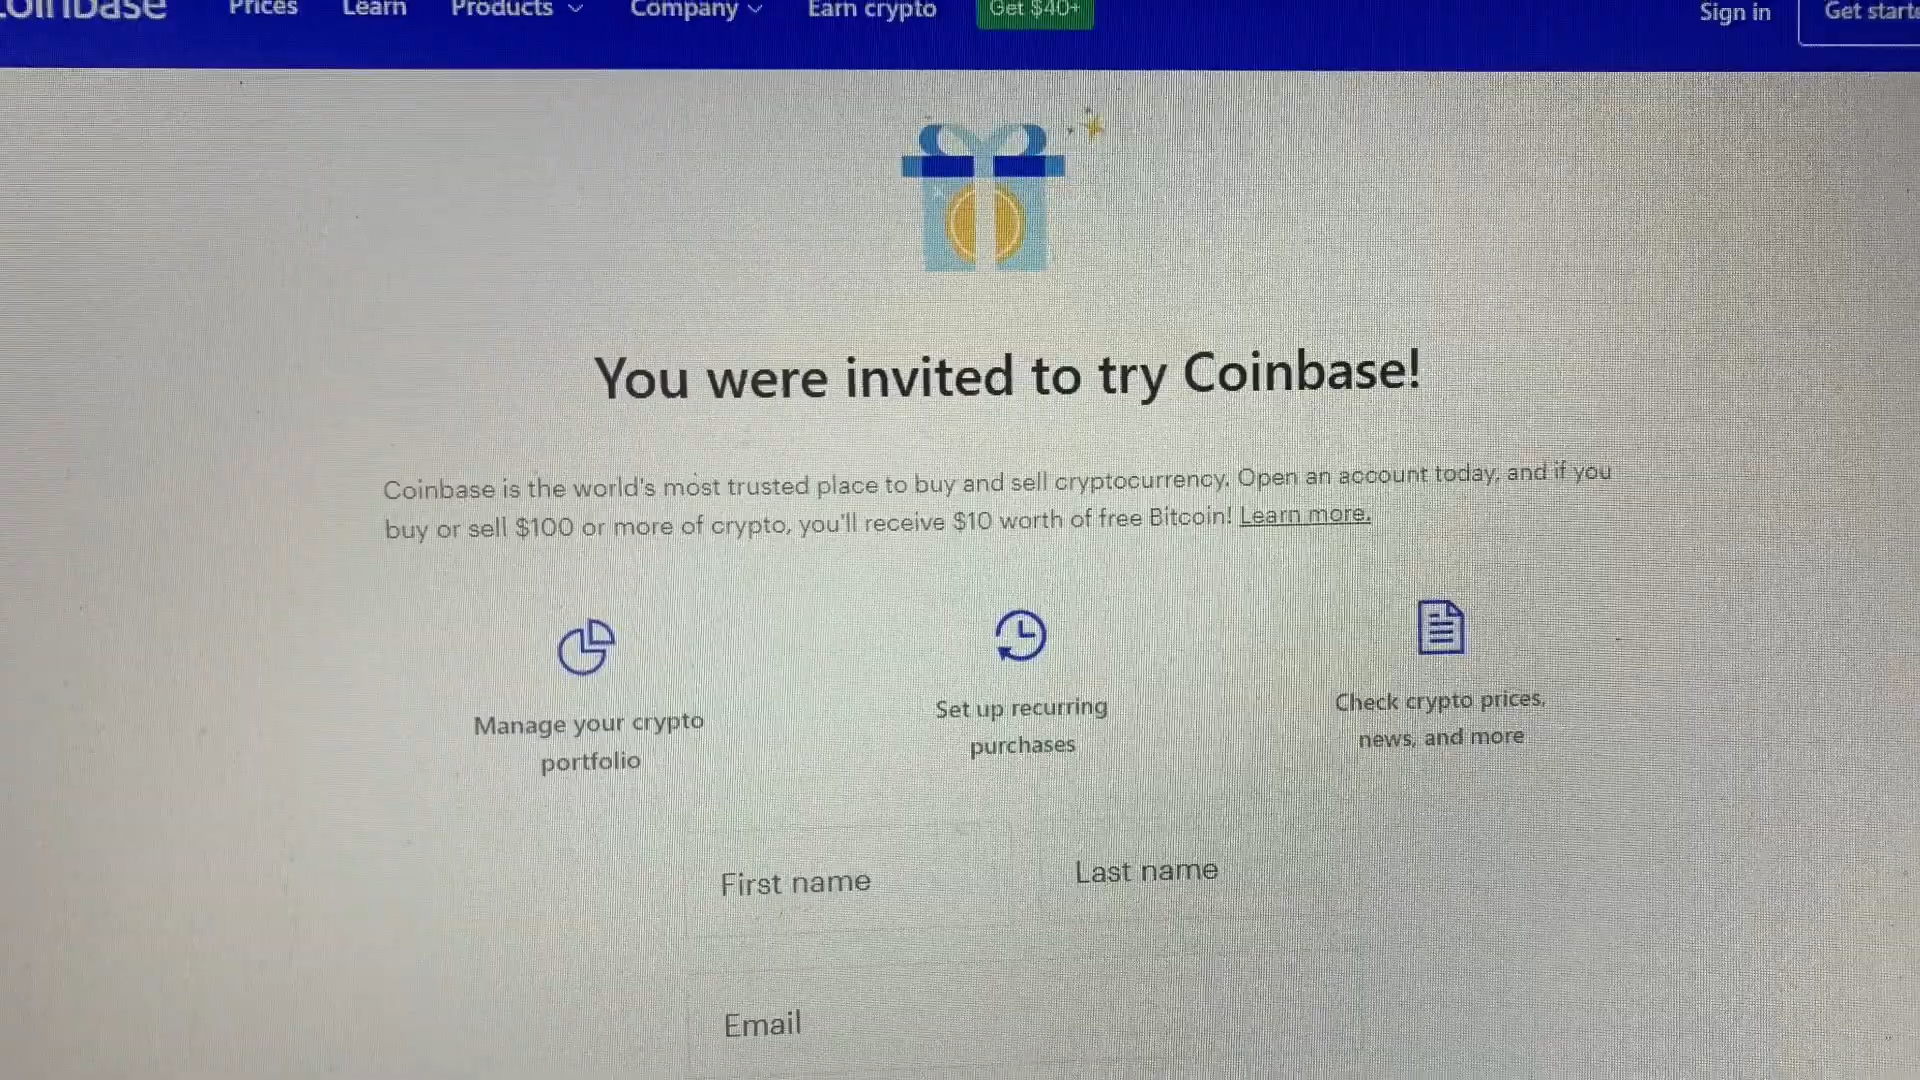 coinbase Prices Learn Products Company Earn crypto Get $40+ Sign in
Get
You were invited to try Coinbase!
Coinbase is the world's most trusted place to buy and sell cryptocurrency. Open an account today, and if you
buy or sell $100 or more of crypto, you'll receive $10 worth of free Bitcoin! Learn more.
Manage your crypto
portfolio
Set up recurring
purchases
Check crypto prices,
news, and more
First name
Last name
Email